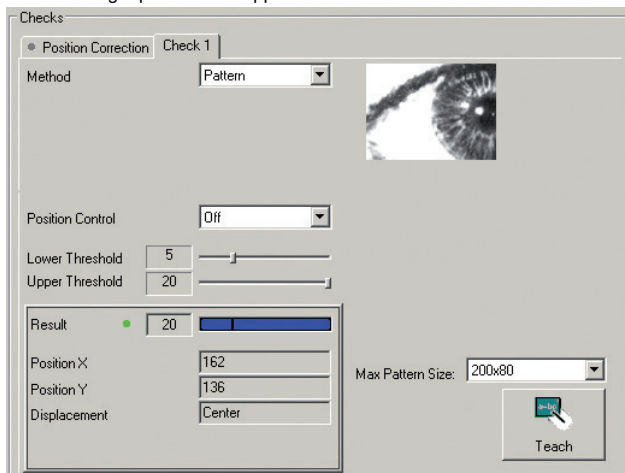 Checks
Position Correction Check 1
Method Pattern
Position Control Off
Lower Threshold 5
Upper Threshold 20
Result 20
Position X 162
Position Y 136
Displacement Center
Max Pattern Size: 200x80
Teach